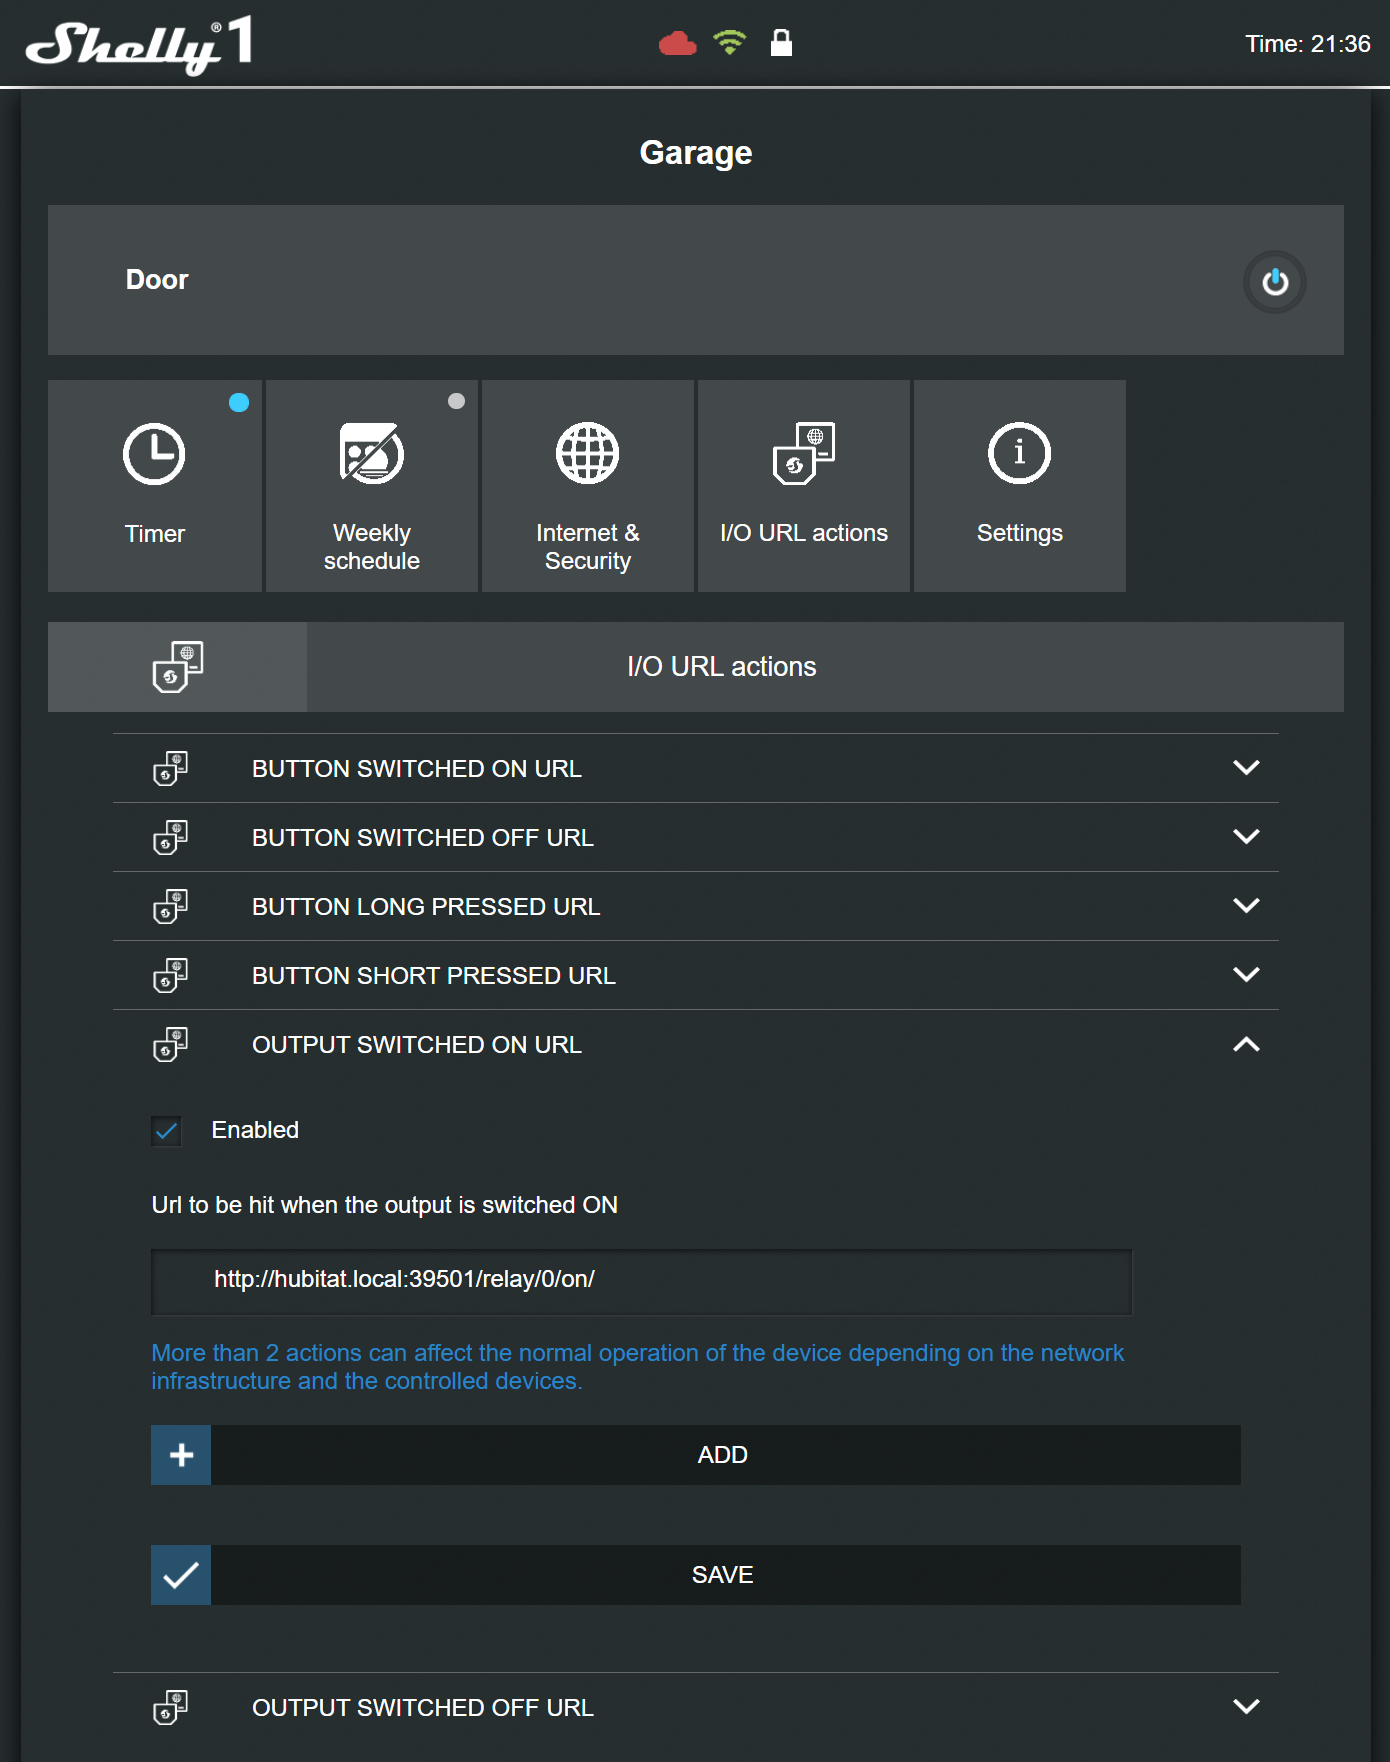 Shelly®1
Time: 21:36
Garage
Door
Timer
Weekly
schedule
Internet &
Security
I/O URL actions
Settings
I/O URL actions
BUTTON SWITCHED ON URL
BUTTON SWITCHED OFF URL
BUTTON LONG PRESSED URL
BUTTON SHORT PRESSED URL
OUTPUT SWITCHED ON URL
Enabled
Url to be hit when the output is switched ON
http://hubitat.local:39501/relay/0/on/
More than 2 actions can affect the normal operation of the device depending on the network
infrastructure and the controlled devices.
ADD
SAVE
OUTPUT SWITCHED OFF URL